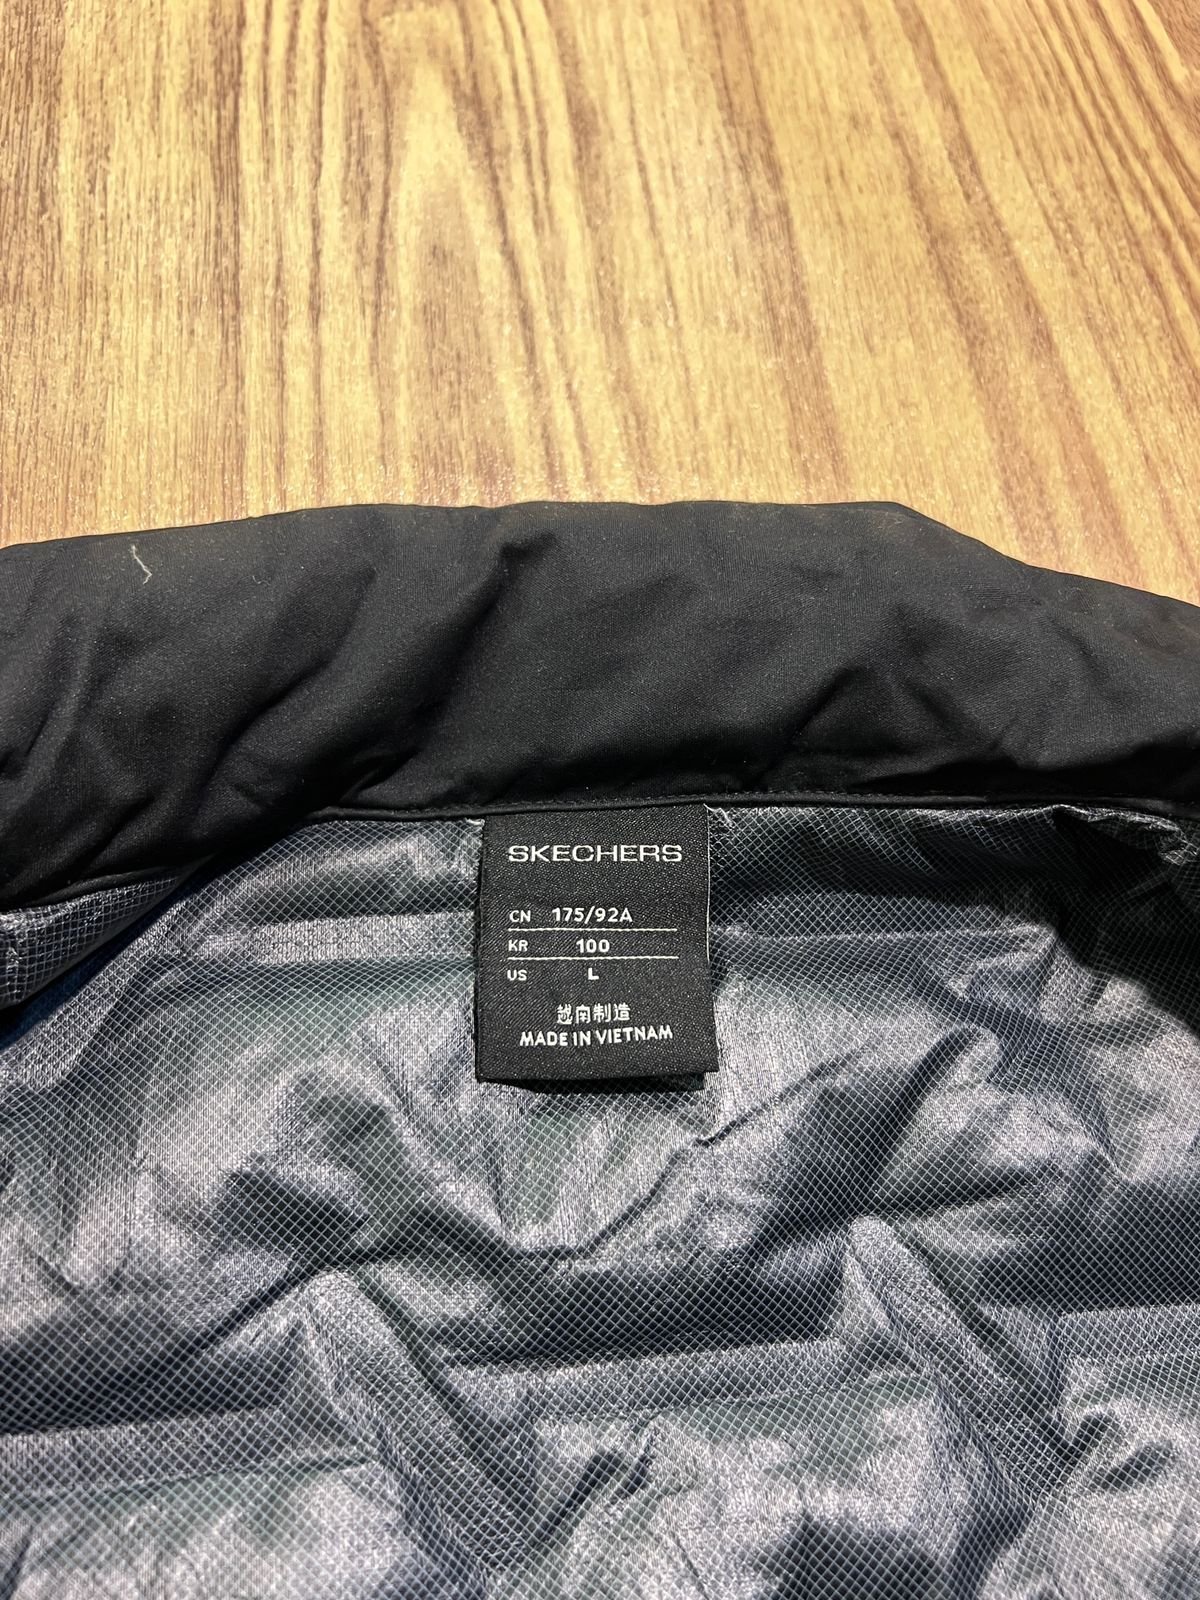 SKECHERS
CN 175/92A
KR 100
US L
越南制造
MADE IN VIETNAM